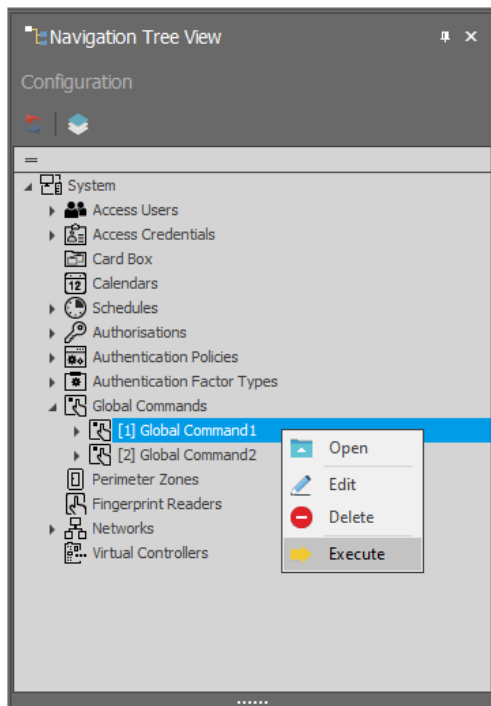 Navigation Tree View
Configuration
=
System
Access Users
Access Credentials
Card Box
12 Calendars
Schedules
Authorisations
Authentication Policies
Authentication Factor Types
Global Commands
[1] Global Command1
[2] Global Command2
Perimeter Zones
Fingerprint Readers
Networks
Virtual Controllers
Open
Edit
Delete
Execute